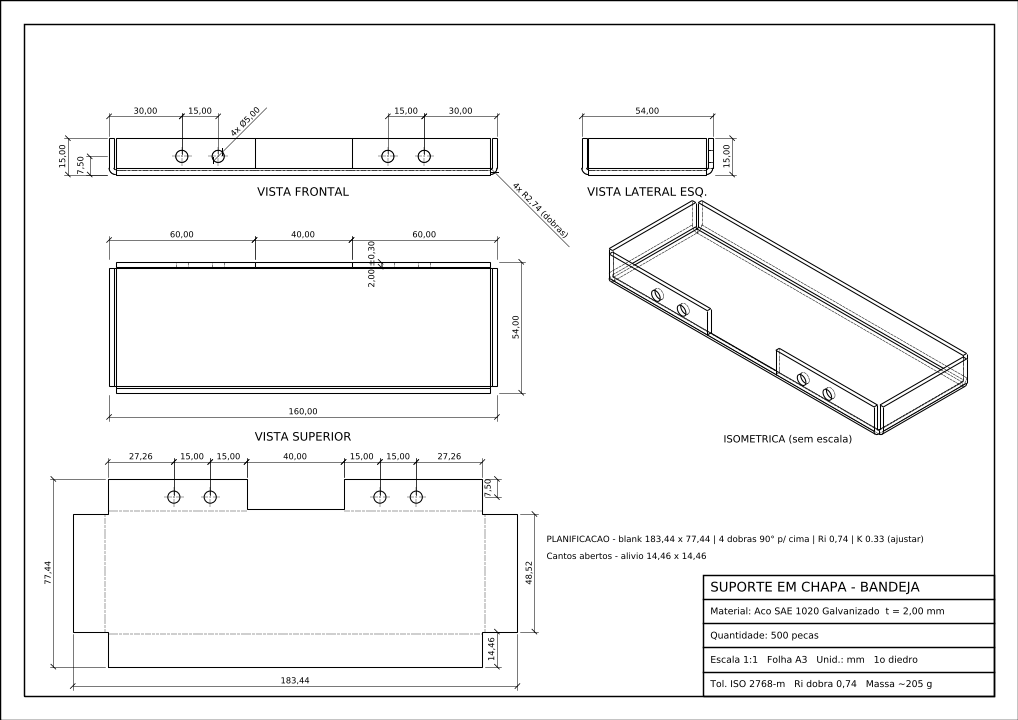 30,00
15,00
4x Ø5,00
15,00
30,00
15,00
7,50
VISTA FRONTAL
4x R2,74 (dobras)
54,00
15,00
VISTA LATERAL ESQ.
60,00
40,00
60,00
2,00 ±0,30
54,00
160,00
VISTA SUPERIOR
ISOMETRICA (sem escala)
27,26
15,00
15,00
40,00
15,00
15,00
27,26
7,50
77,44
48,52
14,46
183,44
PLANIFICACAO - blank 183,44 x 77,44 | 4 dobras 90° p/ cima | Ri 0,74 | K 0.33 (ajustar)
Cantos abertos - alivio 14,46 x 14,46
SUPORTE EM CHAPA - BANDEJA
Material: Aco SAE 1020 Galvanizado t = 2,00 mm
Quantidade: 500 pecas
Escala 1:1 Folha A3 Unid.: mm 1o diedro
Tol. ISO 2768-m Ri dobra 0,74 Massa ~205 g